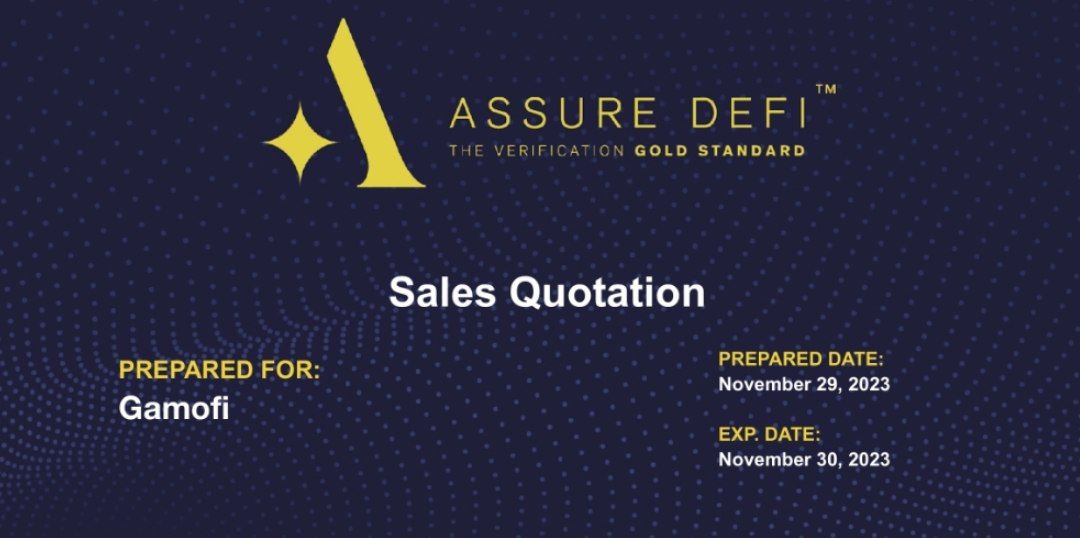 ASSURE DEFI™
THE VERIFICATION GOLD STANDARD
Sales Quotation
PREPARED FOR:
Gamofi
PREPARED DATE:
November 29, 2023
EXP. DATE:
November 30, 2023